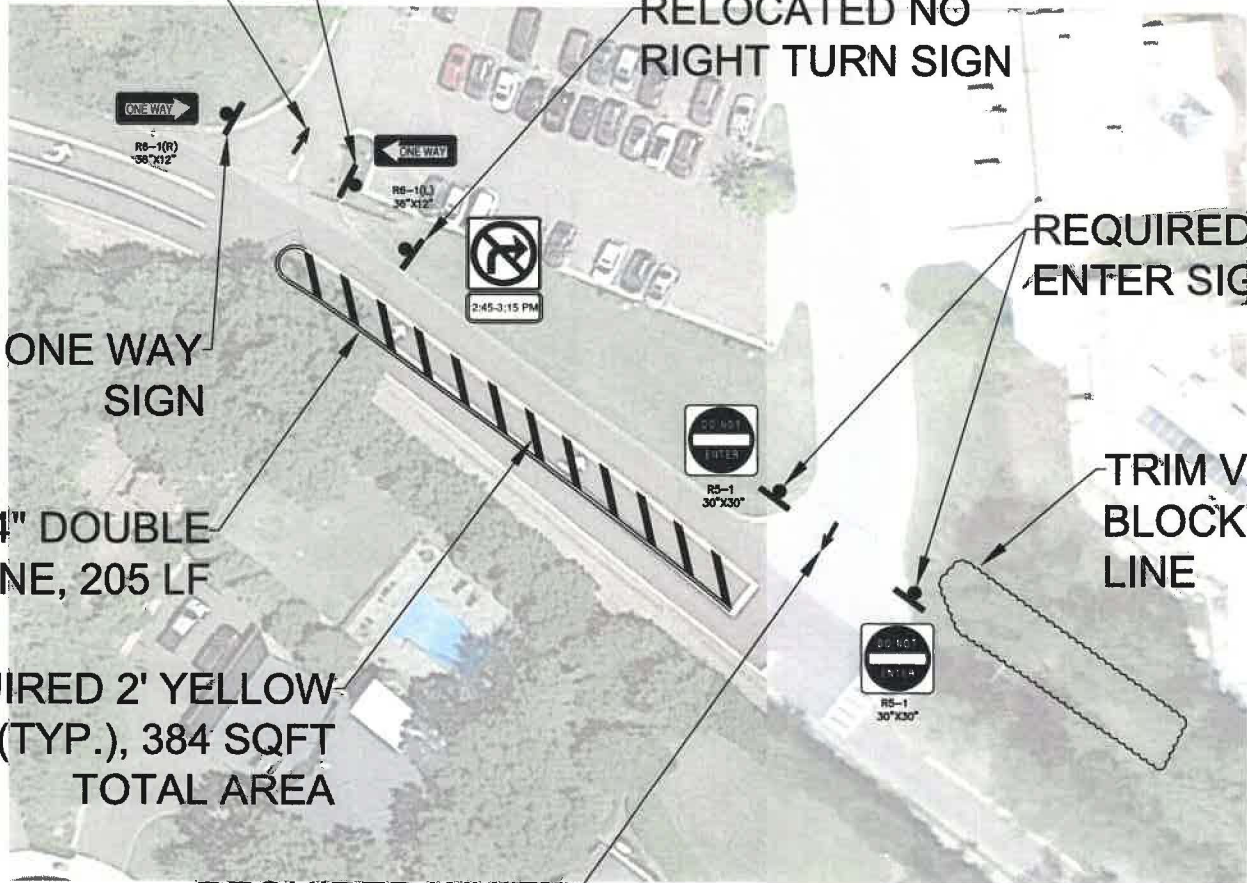 RELOCATED NO
RIGHT TURN SIGN
ONE WAY
R6-1(R)
36"X12"
ONE WAY
R6-1(L)
36"X12"
2:45-3:15 PM
REQUIRED
ENTER SIG
ONE WAY
SIGN
DO NOT
ENTER
R5-1
30"X30"
TRIM V
BLOCK
LINE
4" DOUBLE
NE, 205 LF
DO NOT
ENTER
R5-1
30"X30"
UIRED 2' YELLOW
(TYP.), 384 SQFT
TOTAL AREA